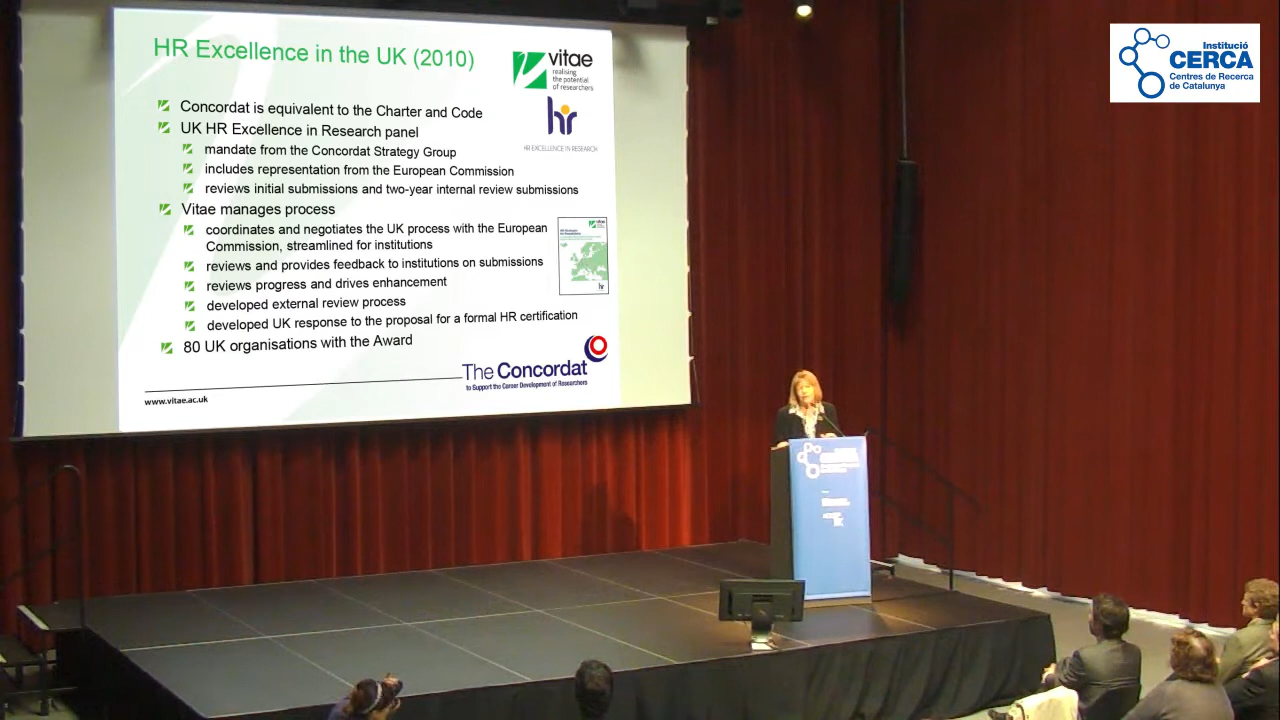 HR Excellence in the UK (2010)
vitae
realising
the potential
of researchers
hr
HR EXCELLENCE IN RESEARCH
Concordat is equivalent to the Charter and Code
UK HR Excellence in Research panel
mandate from the Concordat Strategy Group
includes representation from the European Commission
reviews initial submissions and two-year internal review submissions
Vitae manages process
coordinates and negotiates the UK process with the European
Commission, streamlined for institutions
reviews and provides feedback to institutions on submissions
reviews progress and drives enhancement
developed external review process
developed UK response to the proposal for a formal HR certification
80 UK organisations with the Award
vitae
hr
The Concordat
to Support the Career Development of Researchers
www.vitae.ac.uk
Institució
CERCA
Centres de Recerca
de Catalunya